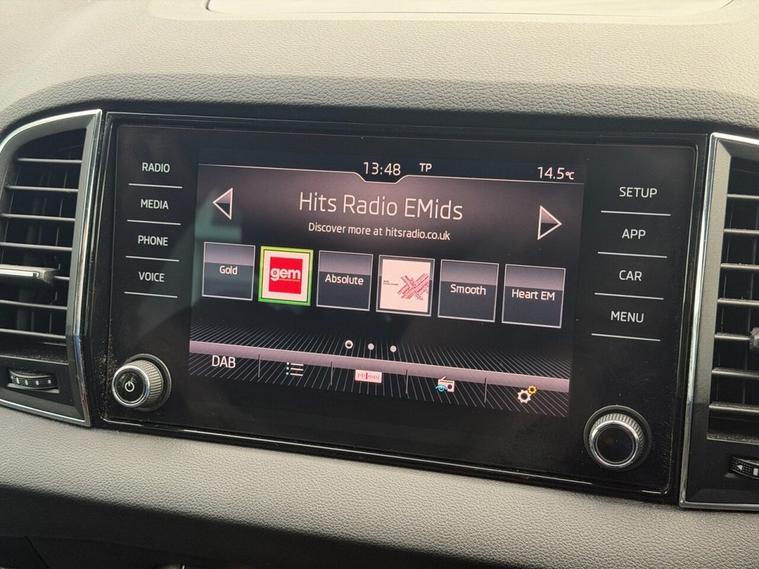 13:48 TP 14.5°C
RADIO
MEDIA
PHONE
VOICE
Hits Radio EMids
Discover more at hitsradio.co.uk
Gold
gem
Absolute
Smooth
Heart EM
DAB
SETUP
APP
CAR
MENU